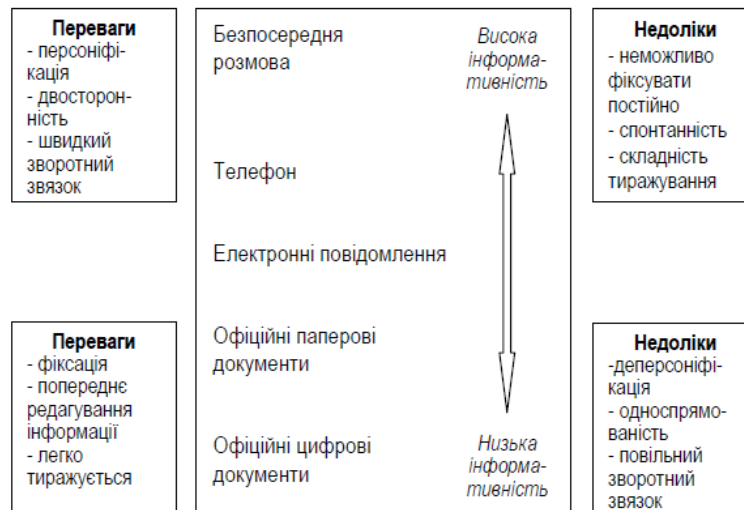 Переваги
- персоніфі-
кація
- двосторон-
ність
- швидкий
зворотний
звязок
Безпосередня
розмова
Висока
інформа-
тивність
Недоліки
- неможливо
фіксувати
постійно
- спонтанність
- складність
тиражування
Телефон
Електронні повідомлення
Переваги
- фіксація
- попереднє
редагування
інформації
- легко
тиражується
Офіційні паперові
документи
Офіційні цифрові
документи
Низька
інформа-
тивність
Недоліки
-деперсоніфі-
кація
- односпрямо-
ваність
- повільний
зворотний
звязок